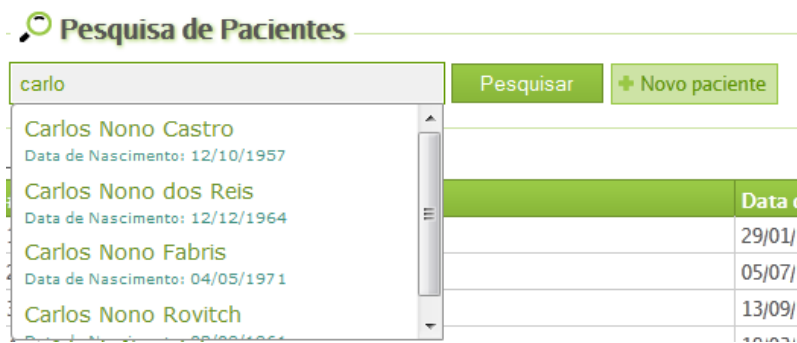 Pesquisa de Pacientes
carlo
Pesquisar
+ Novo paciente
Carlos Nono Castro
Data de Nascimento: 12/10/1957
Carlos Nono dos Reis
Data de Nascimento: 12/12/1964
Carlos Nono Fabris
Data de Nascimento: 04/05/1971
Carlos Nono Rovitch
Data
29/01/
05/07/
13/09/